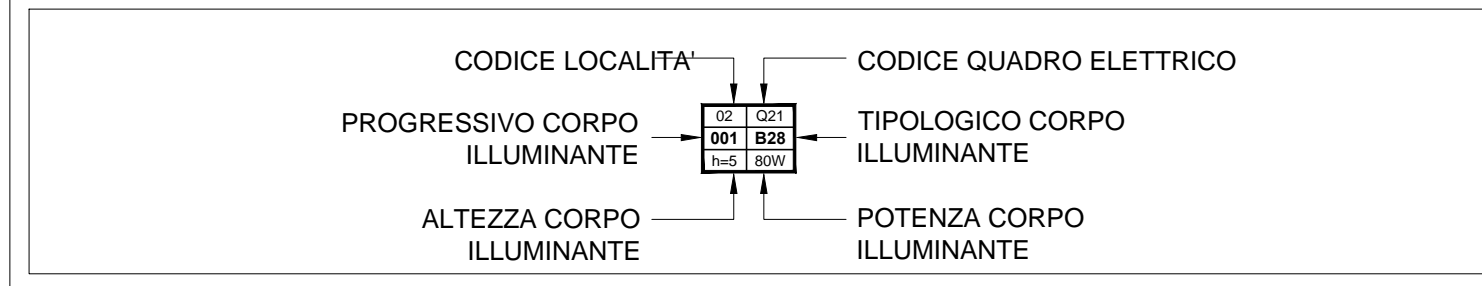 CODICE LOCALITA'
CODICE QUADRO ELETTRICO
02 Q21
PROGRESSIVO CORPO
ILLUMINANTE
001 B28
TIPOLOGICO CORPO
ILLUMINANTE
h=5 80W
ALTEZZA CORPO
ILLUMINANTE
POTENZA CORPO
ILLUMINANTE